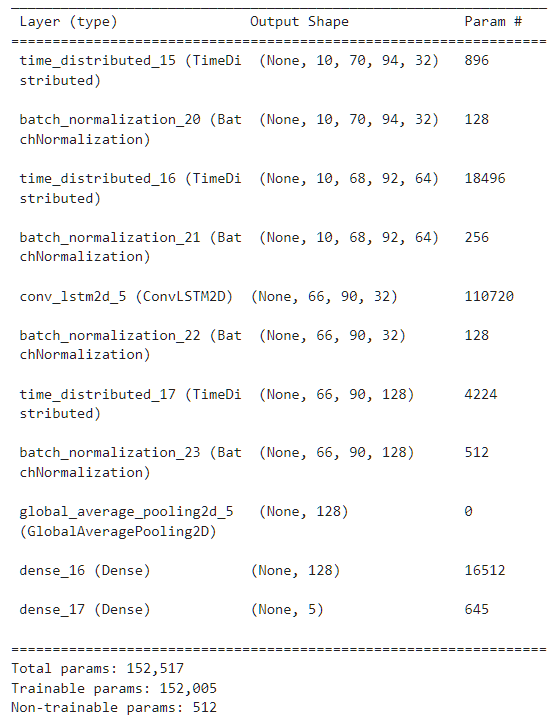 Layer (type) Output Shape Param #
=================================================================
time_distributed_15 (TimeDi (None, 10, 70, 94, 32) 896
stributed)
batch_normalization_20 (Bat (None, 10, 70, 94, 32) 128
chNormalization)
time_distributed_16 (TimeDi (None, 10, 68, 92, 64) 18496
stributed)
batch_normalization_21 (Bat (None, 10, 68, 92, 64) 256
chNormalization)
conv_lstm2d_5 (ConvLSTM2D) (None, 66, 90, 32) 110720
batch_normalization_22 (Bat (None, 66, 90, 32) 128
chNormalization)
time_distributed_17 (TimeDi (None, 66, 90, 128) 4224
stributed)
batch_normalization_23 (Bat (None, 66, 90, 128) 512
chNormalization)
global_average_pooling2d_5 (None, 128) 0
(GlobalAveragePooling2D)
dense_16 (Dense) (None, 128) 16512
dense_17 (Dense) (None, 5) 645
=================================================================
Total params: 152,517
Trainable params: 152,005
Non-trainable params: 512